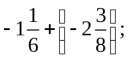 - 1 1/6 + ( - 2 3/8 ) ;